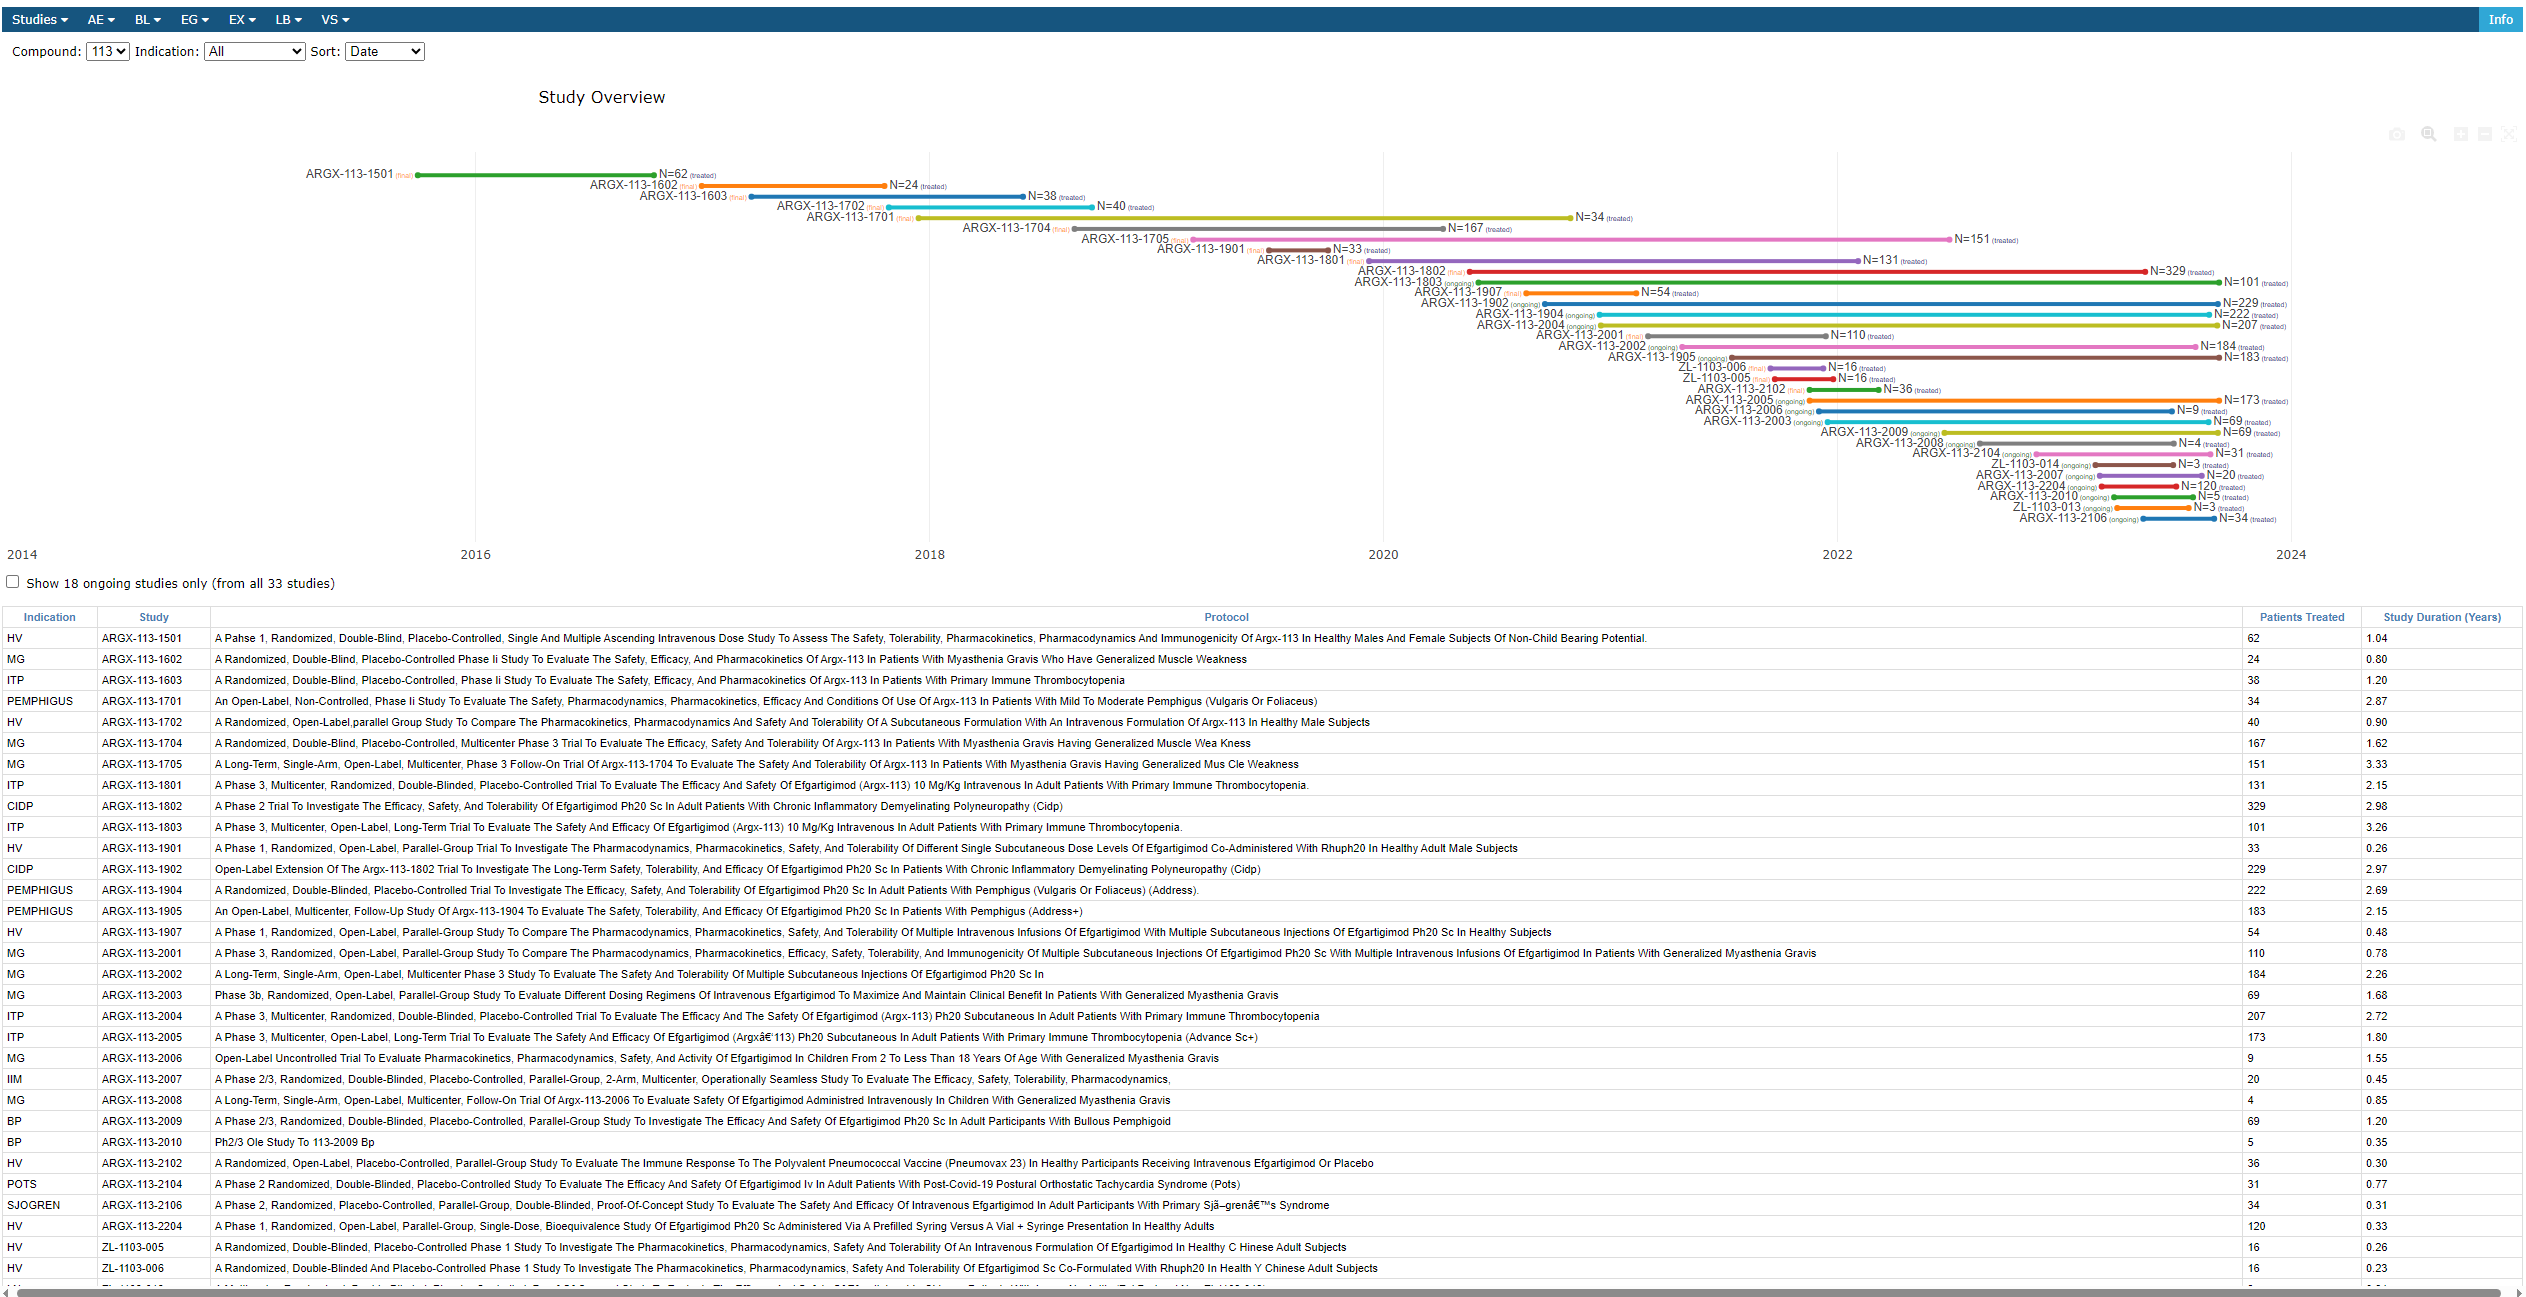 Studies AE BL EG EX LB VS Info
Compound: 113 Indication: All Sort: Date
Study Overview
ARGX-113-1501 (final) N=62 (treated)
ARGX-113-1602 (final) N=24 (treated)
ARGX-113-1603 (final) N=38 (treated)
ARGX-113-1702 (final) N=40 (treated)
ARGX-113-1701 (final) N=34 (treated)
ARGX-113-1704 (final) N=167 (treated)
ARGX-113-1705 (final) N=151 (treated)
ARGX-113-1901 (final) N=33 (treated)
ARGX-113-1801 (final) N=131 (treated)
ARGX-113-1802 (final) N=329 (treated)
ARGX-113-1803 (ongoing) N=101 (treated)
ARGX-113-1907 (final) N=54 (treated)
ARGX-113-1902 (ongoing) N=229 (treated)
ARGX-113-1904 (ongoing) N=222 (treated)
ARGX-113-2004 (ongoing) N=207 (treated)
ARGX-113-2001 (final) N=110 (treated)
ARGX-113-2002 (ongoing) N=184 (treated)
ARGX-113-1905 (ongoing) N=183 (treated)
ZL-1103-006 (final) N=16 (treated)
ZL-1103-005 (final) N=16 (treated)
ARGX-113-2102 (final) N=36 (treated)
ARGX-113-2005 (ongoing) N=173 (treated)
ARGX-113-2006 (ongoing) N=9 (treated)
ARGX-113-2003 (ongoing) N=69 (treated)
ARGX-113-2009 (ongoing) N=69 (treated)
ARGX-113-2008 (ongoing) N=4 (treated)
ARGX-113-2104 (ongoing) N=31 (treated)
ZL-1103-014 (ongoing) N=3 (treated)
ARGX-113-2007 (ongoing) N=20 (treated)
ARGX-113-2204 (ongoing) N=120 (treated)
ARGX-113-2010 (ongoing) N=5 (treated)
ZL-1103-013 (ongoing) N=3 (treated)
ARGX-113-2106 (ongoing) N=34 (treated)
2014 2016 2018 2020 2022 2024
Show 18 ongoing studies only (from all 33 studies)
Indication Study Protocol Patients Treated Study Duration (Years)
HV ARGX-113-1501 A Pahse 1, Randomized, Double-Blind, Placebo-Controlled, Single And Multiple Ascending Intravenous Dose Study To Assess The Safety, Tolerability, Pharmacokinetics, Pharmacodynamics And Immunogenicity Of Argx-113 In Healthy Males And Female Subjects Of Non-Child Bearing Potential. 62 1.04
MG ARGX-113-1602 A Randomized, Double-Blind, Placebo-Controlled Phase Ii Study To Evaluate The Safety, Efficacy, And Pharmacokinetics Of Argx-113 In Patients With Myasthenia Gravis Who Have Generalized Muscle Weakness 24 0.80
ITP ARGX-113-1603 A Randomized, Double-Blind, Placebo-Controlled, Phase Ii Study To Evaluate The Safety, Efficacy, And Pharmacokinetics Of Argx-113 In Patients With Primary Immune Thrombocytopenia 38 1.20
PEMPHIGUS ARGX-113-1701 An Open-Label, Non-Controlled, Phase Ii Study To Evaluate The Safety, Pharmacodynamics, Pharmacokinetics, Efficacy And Conditions Of Use Of Argx-113 In Patients With Mild To Moderate Pemphigus (Vulgaris Or Foliaceus) 34 2.87
HV ARGX-113-1702 A Randomized, Open-Label,parallel Group Study To Compare The Pharmacokinetics, Pharmacodynamics And Safety And Tolerability Of A Subcutaneous Formulation With An Intravenous Formulation Of Argx-113 In Healthy Male Subjects 40 0.90
MG ARGX-113-1704 A Randomized, Double-Blind, Placebo-Controlled, Multicenter Phase 3 Trial To Evaluate The Efficacy, Safety And Tolerability Of Argx-113 In Patients With Myasthenia Gravis Having Generalized Muscle Wea Kness 167 1.62
MG ARGX-113-1705 A Long-Term, Single-Arm, Open-Label, Multicenter, Phase 3 Follow-On Trial Of Argx-113-1704 To Evaluate The Safety And Tolerability Of Argx-113 In Patients With Myasthenia Gravis Having Generalized Mus Cle Weakness 151 3.33
ITP ARGX-113-1801 A Phase 3, Multicenter, Randomized, Double-Blinded, Placebo-Controlled Trial To Evaluate The Efficacy And Safety Of Efgartigimod (Argx-113) 10 Mg/Kg Intravenous In Adult Patients With Primary Immune Thrombocytopenia. 131 2.15
CIDP ARGX-113-1802 A Phase 2 Trial To Investigate The Efficacy, Safety, And Tolerability Of Efgartigimod Ph20 Sc In Adult Patients With Chronic Inflammatory Demyelinating Polyneuropathy (Cidp) 329 2.98
ITP ARGX-113-1803 A Phase 3, Multicenter, Open-Label, Long-Term Trial To Evaluate The Safety And Efficacy Of Efgartigimod (Argx-113) 10 Mg/Kg Intravenous In Adult Patients With Primary Immune Thrombocytopenia. 101 3.26
HV ARGX-113-1901 A Phase 1, Randomized, Open-Label, Parallel-Group Trial To Investigate The Pharmacodynamics, Pharmacokinetics, Safety, And Tolerability Of Different Single Subcutaneous Dose Levels Of Efgartigimod Co-Administered With Rhuph20 In Healthy Adult Male Subjects 33 0.26
CIDP ARGX-113-1902 Open-Label Extension Of The Argx-113-1802 Trial To Investigate The Long-Term Safety, Tolerability, And Efficacy Of Efgartigimod Ph20 Sc In Patients With Chronic Inflammatory Demyelinating Polyneuropathy (Cidp) 229 2.97
PEMPHIGUS ARGX-113-1904 A Randomized, Double-Blinded, Placebo-Controlled Trial To Investigate The Efficacy, Safety, And Tolerability Of Efgartigimod Ph20 Sc In Adult Patients With Pemphigus (Vulgaris Or Foliaceus) (Address). 222 2.69
PEMPHIGUS ARGX-113-1905 An Open-Label, Multicenter, Follow-Up Study Of Argx-113-1904 To Evaluate The Safety, Tolerability, And Efficacy Of Efgartigimod Ph20 Sc In Patients With Pemphigus (Address+) 183 2.15
HV ARGX-113-1907 A Phase 1, Randomized, Open-Label, Parallel-Group Study To Compare The Pharmacodynamics, Pharmacokinetics, Safety, And Tolerability Of Multiple Intravenous Infusions Of Efgartigimod With Multiple Subcutaneous Injections Of Efgartigimod Ph20 Sc In Healthy Subjects 54 0.48
MG ARGX-113-2001 A Phase 3, Randomized, Open-Label, Parallel-Group Study To Compare The Pharmacodynamics, Pharmacokinetics, Efficacy, Safety, Tolerability, And Immunogenicity Of Multiple Subcutaneous Injections Of Efgartigimod Ph20 Sc With Multiple Intravenous Infusions Of Efgartigimod In Patients With Generalized Myasthenia Gravis 110 0.78
MG ARGX-113-2002 A Long-Term, Single-Arm, Open-Label, Multicenter Phase 3 Study To Evaluate The Safety And Tolerability Of Multiple Subcutaneous Injections Of Efgartigimod Ph20 Sc In 184 2.26
MG ARGX-113-2003 Phase 3b, Randomized, Open-Label, Parallel-Group Study To Evaluate Different Dosing Regimens Of Intravenous Efgartigimod To Maximize And Maintain Clinical Benefit In Patients With Generalized Myasthenia Gravis 69 1.68
ITP ARGX-113-2004 A Phase 3, Multicenter, Randomized, Double-Blinded, Placebo-Controlled Trial To Evaluate The Efficacy And The Safety Of Efgartigimod (Argx-113) Ph20 Subcutaneous In Adult Patients With Primary Immune Thrombocytopenia 207 2.72
ITP ARGX-113-2005 A Phase 3, Multicenter, Open-Label, Long-Term Trial To Evaluate The Safety And Efficacy Of Efgartigimod (Argxâ€‘113) Ph20 Subcutaneous In Adult Patients With Primary Immune Thrombocytopenia (Advance Sc+) 173 1.80
MG ARGX-113-2006 Open-Label Uncontrolled Trial To Evaluate Pharmacokinetics, Pharmacodynamics, Safety, And Activity Of Efgartigimod In Children From 2 To Less Than 18 Years Of Age With Generalized Myasthenia Gravis 9 1.55
IIM ARGX-113-2007 A Phase 2/3, Randomized, Double-Blinded, Placebo-Controlled, Parallel-Group, 2-Arm, Multicenter, Operationally Seamless Study To Evaluate The Efficacy, Safety, Tolerability, Pharmacodynamics, 20 0.45
MG ARGX-113-2008 A Long-Term, Single-Arm, Open-Label, Multicenter, Follow-On Trial Of Argx-113-2006 To Evaluate Safety Of Efgartigimod Administred Intravenously In Children With Generalized Myasthenia Gravis 4 0.85
BP ARGX-113-2009 A Phase 2/3, Randomized, Double-Blinded, Placebo-Controlled, Parallel-Group Study To Investigate The Efficacy And Safety Of Efgartigimod Ph20 Sc In Adult Participants With Bullous Pemphigoid 69 1.20
BP ARGX-113-2010 Ph2/3 Ole Study To 113-2009 Bp 5 0.35
HV ARGX-113-2102 A Randomized, Open-Label, Placebo-Controlled, Parallel-Group Study To Evaluate The Immune Response To The Polyvalent Pneumococcal Vaccine (Pneumovax 23) In Healthy Participants Receiving Intravenous Efgartigimod Or Placebo 36 0.30
POTS ARGX-113-2104 A Phase 2 Randomized, Double-Blinded, Placebo-Controlled Study To Evaluate The Efficacy And Safety Of Efgartigimod Iv In Adult Patients With Post-Covid-19 Postural Orthostatic Tachycardia Syndrome (Pots) 31 0.77
SJOGREN ARGX-113-2106 A Phase 2, Randomized, Placebo-Controlled, Parallel-Group, Double-Blinded, Proof-Of-Concept Study To Evaluate The Safety And Efficacy Of Intravenous Efgartigimod In Adult Participants With Primary Sjã–grenâ€™s Syndrome 34 0.31
HV ARGX-113-2204 A Phase 1, Randomized, Open-Label, Parallel-Group, Single-Dose, Bioequivalence Study Of Efgartigimod Ph20 Sc Administered Via A Prefilled Syring Versus A Vial + Syringe Presentation In Healthy Adults 120 0.33
HV ZL-1103-005 A Randomized, Double-Blinded, Placebo-Controlled Phase 1 Study To Investigate The Pharmacokinetics, Pharmacodynamics, Safety And Tolerability Of An Intravenous Formulation Of Efgartigimod In Healthy C Hinese Adult Subjects 16 0.26
HV ZL-1103-006 A Randomized, Double-Blinded And Placebo-Controlled Phase 1 Study To Investigate The Pharmacokinetics, Pharmacodynamics, Safety And Tolerability Of Efgartigimod Sc Co-Formulated With Rhuph20 In Health Y Chinese Adult Subjects 16 0.23